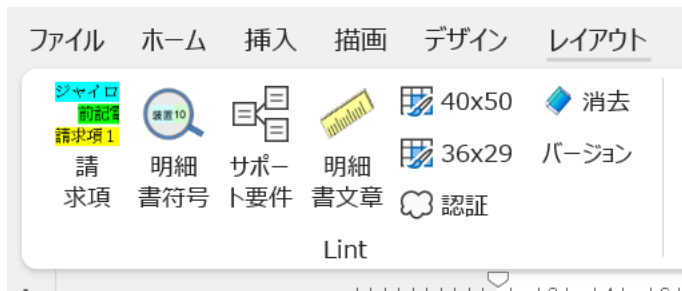 ファイル ホーム 挿入 描画 デザイン レイアウト
ジャイロ
前記
請求項1
請
求項
装置10
明細
書符号
サポー
ト要件
明細
書文章
40x50
36x29
認証
消去
バージョン
Lint